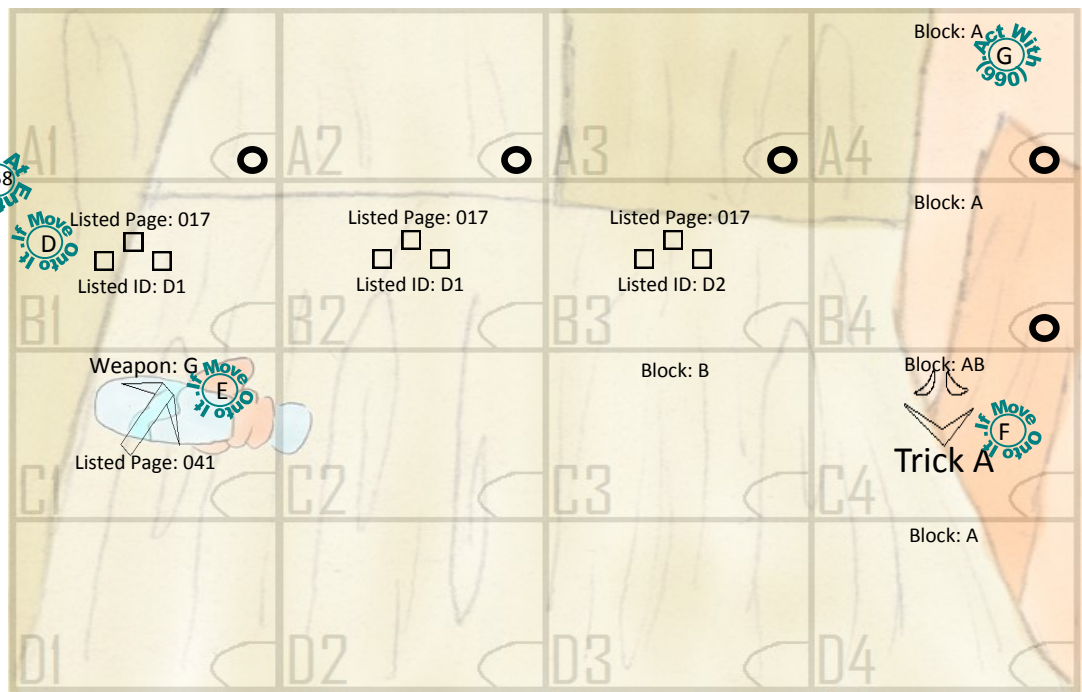 Block: A
Act With
G
(066)
A1
A2
A3
A4
At End
If Move
D
Onto It.
Listed Page: 017
Listed ID: D1
Listed Page: 017
Listed ID: D1
Listed Page: 017
Listed ID: D2
Block: A
B1
B2
B3
B4
Weapon: G
If Move
E
Onto It.
Listed Page: 041
Block: B
Block: AB
If Move
F
Onto It.
Trick A
C1
C2
C3
C4
Block: A
D1
D2
D3
D4